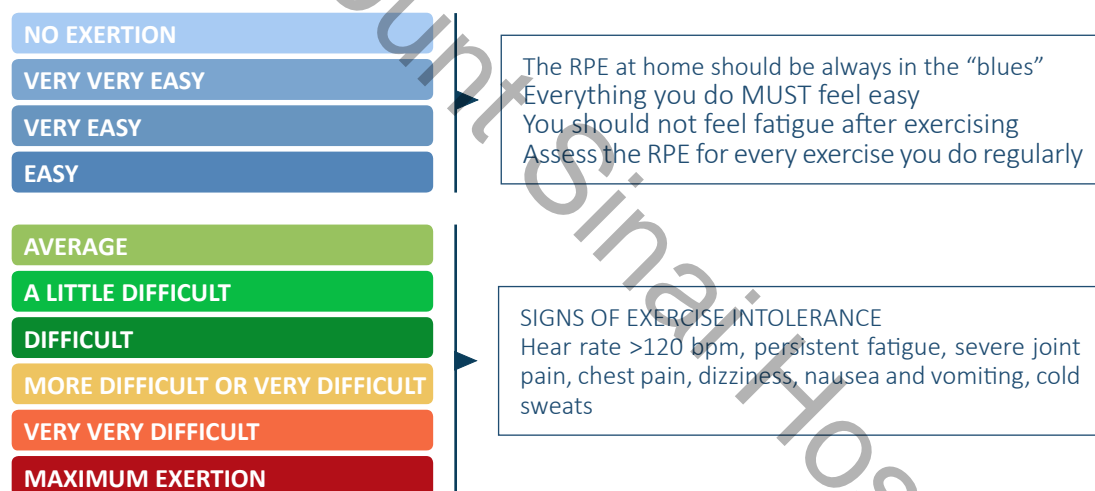 NO EXERTION
VERY VERY EASY
VERY EASY
EASY
The RPE at home should be always in the “blues”
Everything you do MUST feel easy
You should not feel fatigue after exercising
Assess the RPE for every exercise you do regularly
AVERAGE
A LITTLE DIFFICULT
DIFFICULT
MORE DIFFICULT OR VERY DIFFICULT
VERY VERY DIFFICULT
MAXIMUM EXERTION
SIGNS OF EXERCISE INTOLERANCE
Hear rate >120 bpm, persistent fatigue, severe joint
pain, chest pain, dizziness, nausea and vomiting, cold
sweats
Sinai